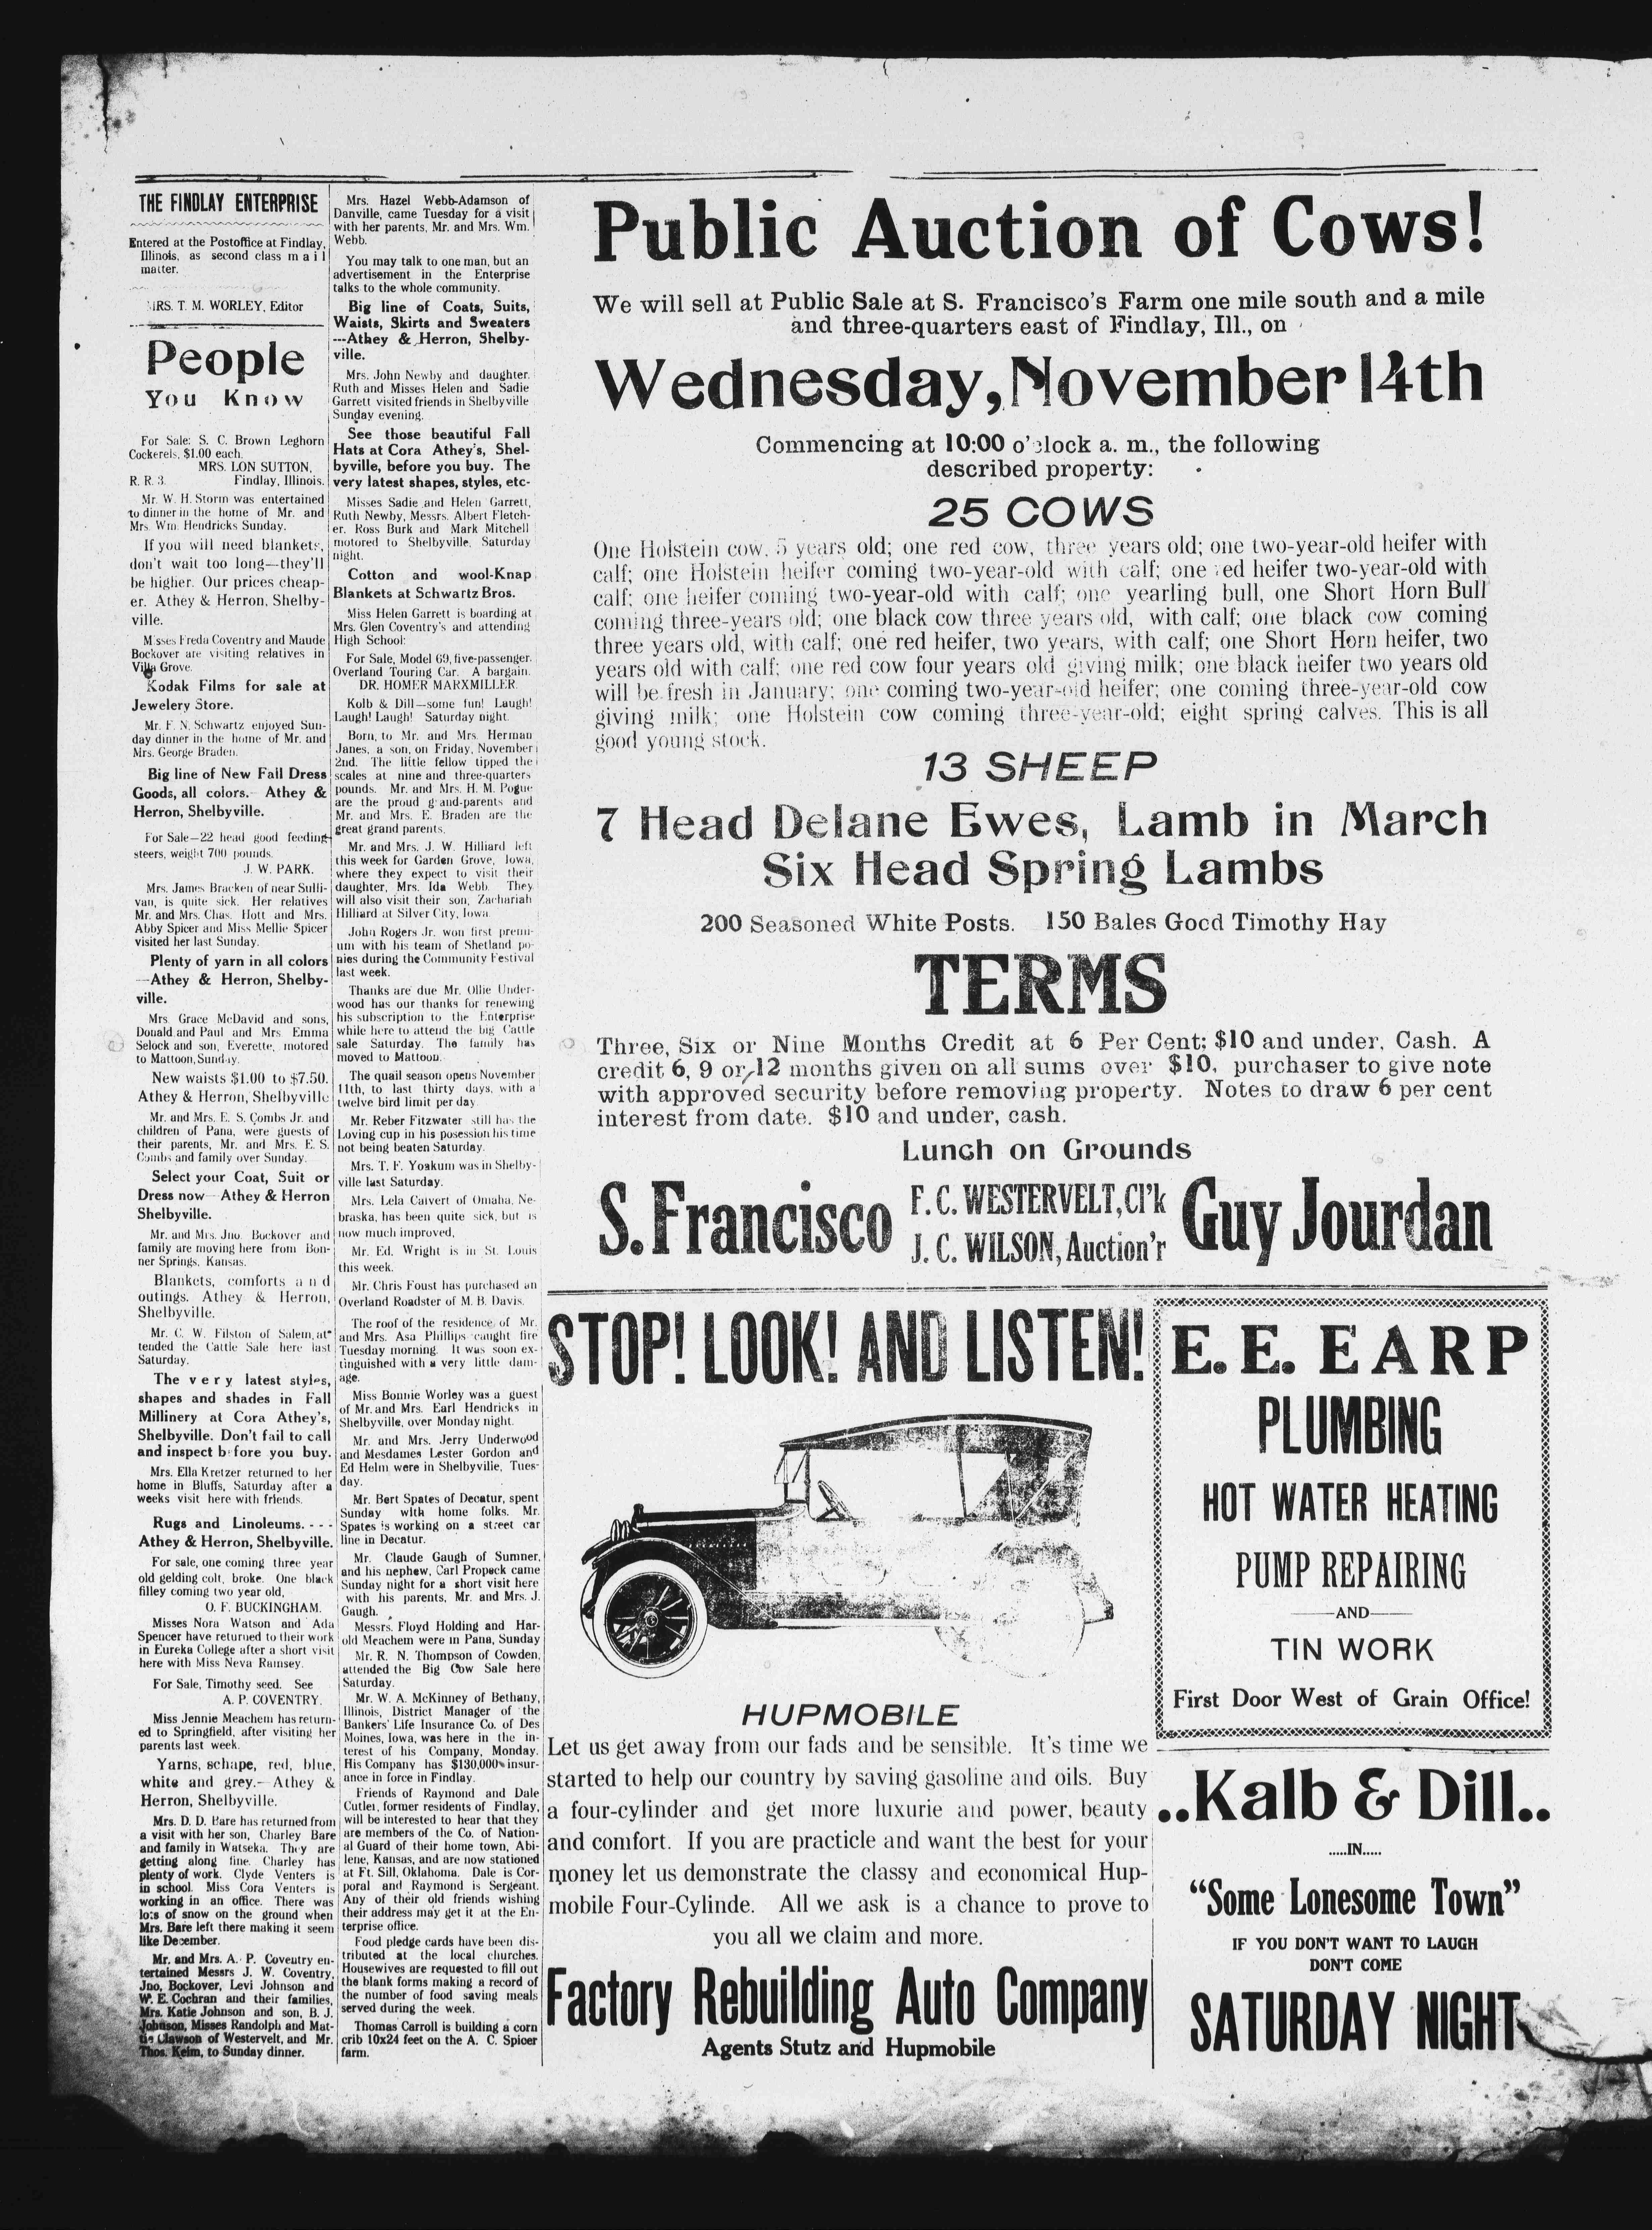 THE FINDLAY ENTERPRISE
Entered at the Postoffice at Findlay,
Illinois, as second class mail
matter.
MRS. T. M. WORLEY, Editor
People
You Know
For Sale: S. C. Brown Leghorn
Cockerels, $1.00 each.
MRS. LON SUTTON,
R. R. 3. Findlay, Illinois.
Mr. W. H. Storm was entertained
to dinner in the home of Mr. and
Mrs. Wm. Hendricks Sunday.
If you will need blankets,
don't wait too long—they'll
be higher. Our prices cheap-
er. Athey & Herron, Shelby-
ville.
Misses Freda Coventry and Maude
Bockover are visiting relatives in
Villa Grove.
Kodak Films for sale at
Jewelery Store.
Mr. F. N. Schwartz enjoyed Sun-
day dinner in the home of Mr. and
Mrs. George Braden.
Big line of New Fall Dress
Goods, all colors.- Athey &
Herron, Shelbyville.
For Sale—22 head good feeding
steers, weight 700 pounds.
J. W. PARK.
Mrs. James Bracken of near Sulli-
van, is quite sick. Her relatives
Mr. and Mrs. Chas. Hott and Mrs.
Abby Spicer and Miss Mellie Spicer
visited her last Sunday.
Plenty of yarn in all colors
—Athey & Herron, Shelby-
ville.
Mrs. Grace McDavid and sons,
Donald and Paul and Mrs Emma
Selock and son, Everette, motored
to Mattoon, Sunday.
New waists $1.00 to $7.50.
Athey & Herron, Shelbyville
Mr. and Mrs. E. S. Combs Jr. and
children of Pana, were guests of
their parents, Mr. and Mrs. E. S.
Combs and family over Sunday.
Select your Coat, Suit or
Dress now—Athey & Herron
Shelbyville.
Mr. and Mrs. Jno. Bockover and
family are moving here from Bon-
ner Springs, Kansas.
Blankets, comforts and
outings. Athey & Herron,
Shelbyville.
Mr. C. W. Filston of Salem, at-
tended the Cattle Sale here last
Saturday.
The very latest styles,
shapes and shades in Fall
Millinery at Cora Athey's,
Shelbyville. Don't fail to call
and inspect before you buy.
Mrs. Ella Kretzer returned to her
home in Bluffs, Saturday after a
weeks visit here with friends.
Rugs and Linoleums. - - -
Athey & Herron, Shelbyville.
For sale, one coming three year
old gelding colt, broke. One black
filley coming two year old.
O. F. BUCKINGHAM.
Misses Nora Watson and Ada
Spencer have returned to their work
in Eureka College after a short visit
here with Miss Neva Ramsey.
For Sale, Timothy seed. See
A. P. COVENTRY.
Miss Jennie Meachem has return-
ed to Springfield, after visiting her
parents last week.
Yarns, schape, red, blue,
white and grey.— Athey &
Herron, Shelbyville.
Mrs. D. D. Bare has returned from
a visit with her son, Charley Bare
and family in Watseka. They are
getting along fine. Charley has
plenty of work. Clyde Venters is
in school. Miss Cora Venters is
working in an office. There was
lots of snow on the ground when
Mrs. Bare left there making it seem
like December.
Mr. and Mrs. A. P. Coventry en-
tertained Messrs J. W. Coventry,
Jno. Bockover, Levi Johnson and
W. E. Cochran and their families,
Mrs. Katie Johnson and son, B. J.
Johnson, Misses Randolph and Mat-
tie Clawson of Westervelt, and Mr.
Thos. Keim, to Sunday dinner.
Mrs. Hazel Webb-Adamson of
Danville, came Tuesday for a visit
with her parents, Mr. and Mrs. Wm.
Webb.
You may talk to one man, but an
advertisement in the Enterprise
talks to the whole community.
Big line of Coats, Suits,
Waists, Skirts and Sweaters
---Athey & Herron, Shelby-
ville.
Mrs. John Newby and daughter,
Ruth and Misses Helen and Sadie
Garrett visited friends in Shelbyville
Sunday evening.
See those beautiful Fall
Hats at Cora Athey's, Shel-
byville, before you buy. The
very latest shapes, styles, etc-
Misses Sadie and Helen Garrett,
Ruth Newby, Messrs. Albert Fletch-
er, Ross Burk and Mark Mitchell
motored to Shelbyville, Saturday
night.
Cotton and wool-Knap
Blankets at Schwartz Bros.
Miss Helen Garrett is boarding at
Mrs. Glen Coventry's and attending
High School:
For Sale, Model 69, five-passenger.
Overland Touring Car. A bargain.
DR. HOMER MARXMILLER.
Kolb & Dill—some fun! Laugh!
Laugh! Laugh! Saturday night.
Born, to Mr. and Mrs. Herman
Janes, a son, on Friday, November
2nd. The little fellow tipped the
scales at nine and three-quarters
pounds. Mr. and Mrs. H. M. Pogue
are the proud grand-parents and
Mr. and Mrs. E. Braden are the
great grand parents.
Mr. and Mrs. J. W. Hilliard left
this week for Garden Grove, Iowa,
where they expect to visit their
daughter, Mrs. Ida Webb. They
will also visit their son, Zachariah
Hilliard at Silver City, Iowa.
John Rogers Jr. won first premi-
um with his team of Shetland po-
nies during the Community Festival
last week.
Thanks are due Mr. Ollie Under-
wood has our thanks for renewing
his subscription to the Enterprise
while here to attend the big Cattle
sale Saturday. The family has
moved to Mattoon.
The quail season opens November
11th, to last thirty days, with a
twelve bird limit per day
Mr. Reber Fitzwater still has the
Loving cup in his posession his time
not being beaten Saturday.
Mrs. T. F. Yoakum was in Shelby-
ville last Saturday.
Mrs. Lela Calvert of Omaha, Ne-
braska, has been quite sick, but is
now much improved.
Mr. Ed. Wright is in St. Louis
this week.
Mr. Chris Foust has purchased an
Overland Roadster of M. B. Davis.
The roof of the residence of Mr.
and Mrs. Asa Phillips caught fire
Tuesday morning. It was soon ex-
tinguished with a very little dam-
age.
Miss Bonnie Worley was a guest
of Mr. and Mrs. Earl Hendricks in
Shelbyville, over Monday night.
Mr. and Mrs. Jerry Underwood
and Mesdames Lester Gordon and
Ed Helm were in Shelbyville, Tues-
day.
Mr. Bert Spates of Decatur, spent
Sunday with home folks. Mr.
Spates is working on a street car
line in Decatur.
Mr. Claude Gaugh of Sumner,
and his nephew, Carl Propeck came
Sunday night for a short visit here
with his parents, Mr. and Mrs. J.
Gaugh.
Messrs. Floyd Holding and Har-
old Meachem were in Pana, Sunday
Mr. R. N. Thompson of Cowden,
attended the Big Cow Sale here
Saturday.
Mr. W. A. McKinney of Bethany,
Illinois, District Manager of the
Bankers' Life Insurance Co. of Des
Moines, Iowa, was here in the in-
terest of his Company, Monday.
His Company has $130,000 insur-
ance in force in Findlay.
Friends of Raymond and Dale
Cutler, former residents of Findlay,
will be interested to hear that they
are members of the Co. of Nation-
al Guard of their home town, Abi-
lene, Kansas, and are now stationed
at Ft. Sill, Oklahoma. Dale is Cor-
poral and Raymond is Sergeant.
Any of their old friends wishing
their address may get it at the En-
terprise office.
Food pledge cards have been dis-
tributed at the local churches.
Housewives are requested to fill out
the blank forms making a record of
the number of food saving meals
served during the week.
Thomas Carroll is building a corn
crib 10x24 feet on the A. C. Spicer
farm.
Public Auction of Cows!
We will sell at Public Sale at S. Francisco's Farm one mile south and a mile
and three-quarters east of Findlay, Ill., on
Wednesday, November 14th
Commencing at 10:00 o'clock a. m., the following
described property:
25 COWS
One Holstein cow, 5 years old; one red cow, three years old; one two-year-old heifer with
calf; one Holstein heifer coming two-year-old with calf; one red heifer two-year-old with
calf; one heifer coming two-year-old with calf; one yearling bull, one Short Horn Bull
coming three-years old; one black cow three years old, with calf; one black cow coming
three years old, with calf; one red heifer, two years, with calf; one Short Horn heifer, two
years old with calf; one red cow four years old giving milk; one black heifer two years old
will be fresh in January; one coming two-year-old heifer; one coming three-year-old cow
giving milk; one Holstein cow coming three-year-old; eight spring calves. This is all
good young stock.
13 SHEEP
7 Head Delane Ewes, Lamb in March
Six Head Spring Lambs
200 Seasoned White Posts. 150 Bales Good Timothy Hay
TERMS
Three, Six or Nine Months Credit at 6 Per Cent; $10 and under, Cash. A
credit 6, 9 or 12 months given on all sums over $10, purchaser to give note
with approved security before removing property. Notes to draw 6 per cent
interest from date. $10 and under, cash.
Lunch on Grounds
S. Francisco F. C. WESTERVELT, Cl'k Guy Jourdan
J. C. WILSON, Auction'r
STOP! LOOK! AND LISTEN!
HUPMOBILE
Let us get away from our fads and be sensible. It's time we
started to help our country by saving gasoline and oils. Buy
a four-cylinder and get more luxurie and power, beauty
and comfort. If you are practicle and want the best for your
money let us demonstrate the classy and economical Hup-
mobile Four-Cylinde. All we ask is a chance to prove to
you all we claim and more.
Factory Rebuilding Auto Company
Agents Stutz and Hupmobile
E. E. EARP
PLUMBING
HOT WATER HEATING
PUMP REPAIRING
—AND—
TIN WORK
First Door West of Grain Office!
..Kalb & Dill..
.....IN.....
"Some Lonesome Town"
IF YOU DON'T WANT TO LAUGH
DON'T COME
SATURDAY NIGHT